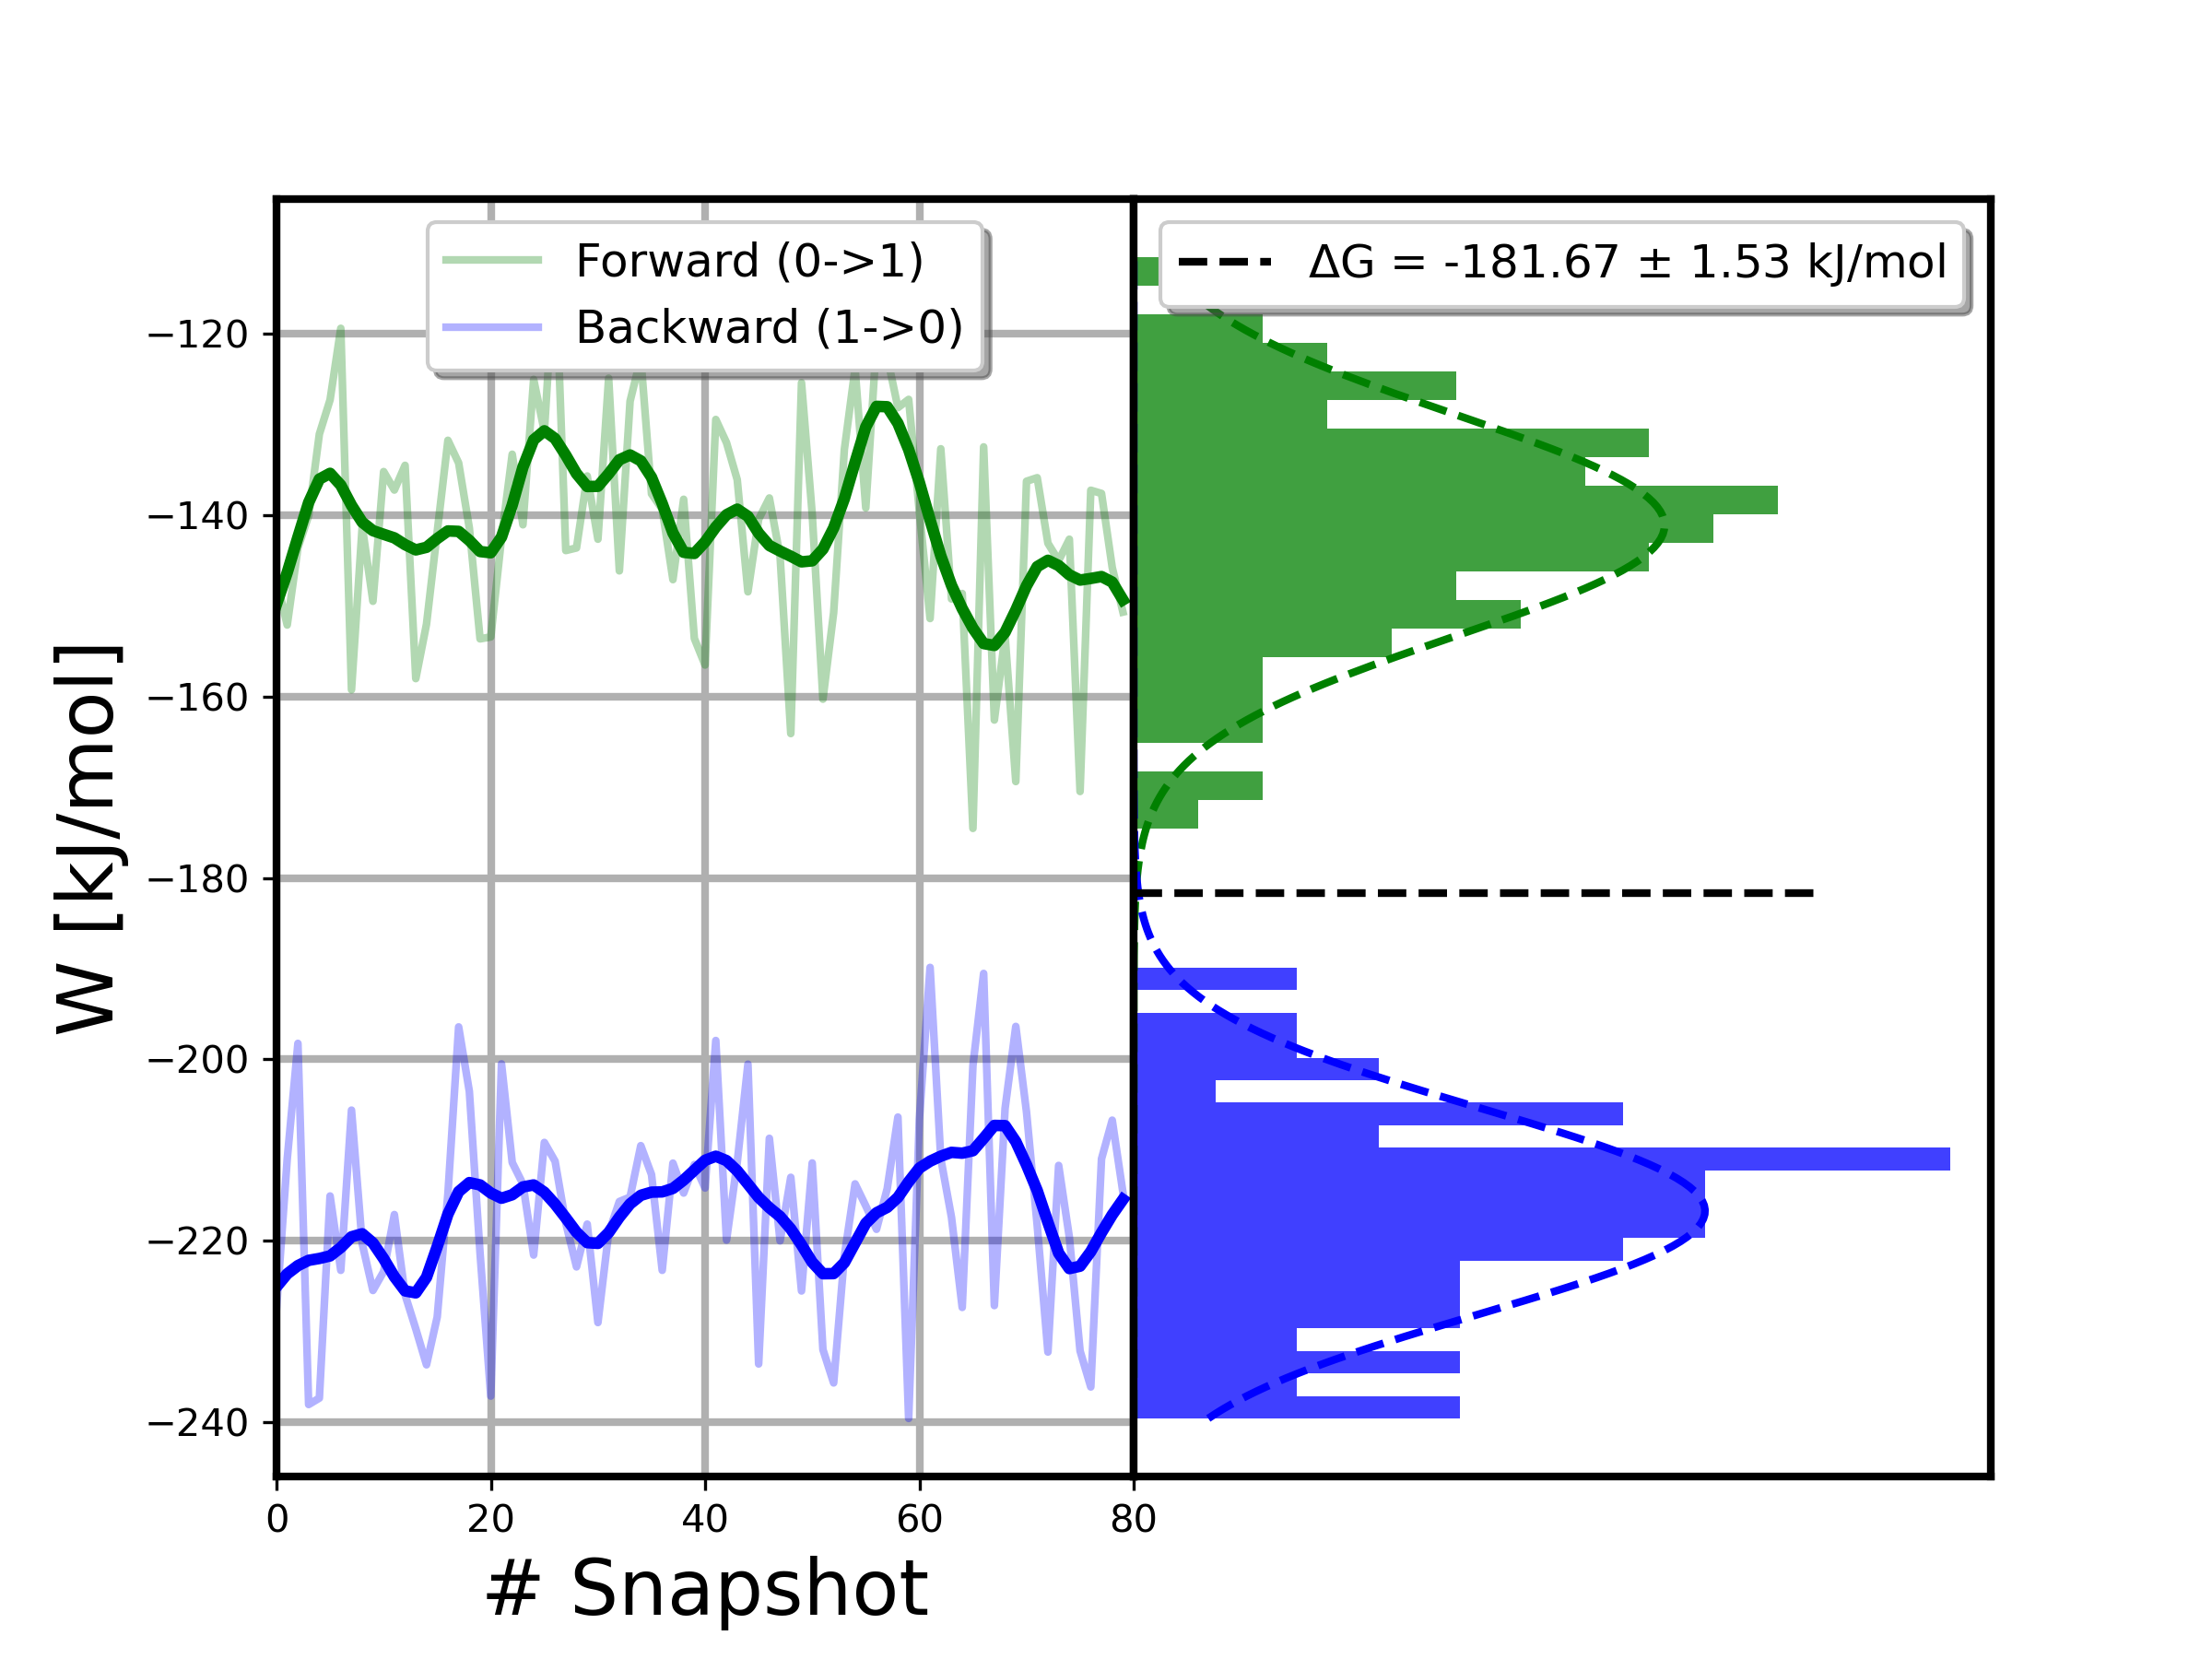 Forward (0->1)
Backward (1->0)
ΔG = -181.67 ± 1.53 kJ/mol
W [kJ/mol]
−120
−140
−160
−180
−200
−220
−240
0 20 40 60 80
# Snapshot